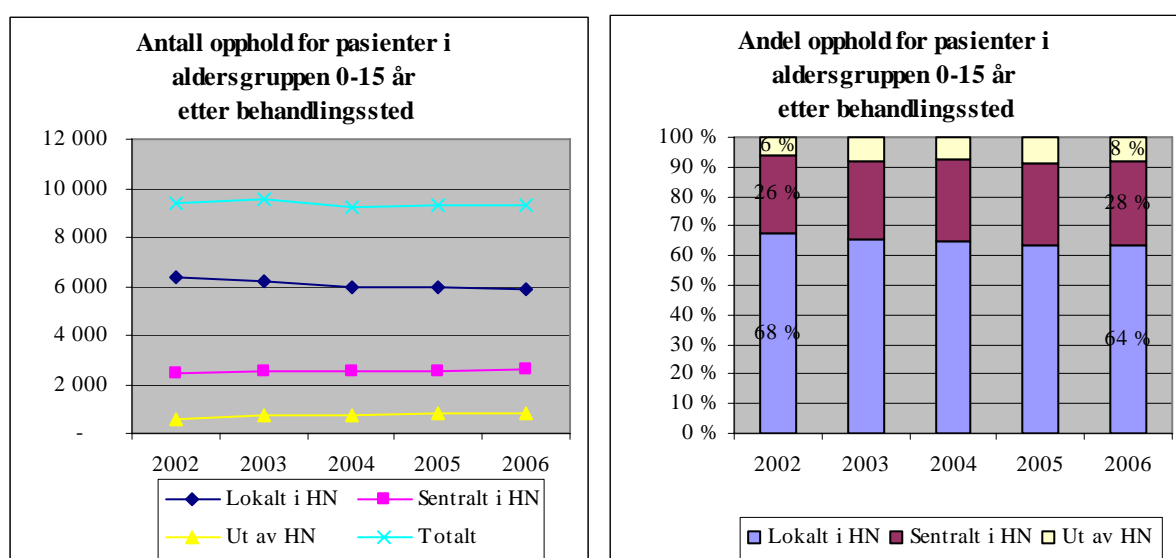 Antall opphold for pasienter i
aldersgruppen 0-15 år
etter behandlingssted
12 000
10 000
8 000
6 000
4 000
2 000
-
2002 2003 2004 2005 2006
Lokalt i HN Sentralt i HN
Ut av HN Totalt
Andel opphold for pasienter i
aldersgruppen 0-15 år
etter behandlingssted
100 %
90 %
80 %
70 %
60 %
50 %
40 %
30 %
20 %
10 %
0 %
6 % 8 %
26 % 28 %
68 % 64 %
2002 2003 2004 2005 2006
Lokalt i HN Sentralt i HN Ut av HN